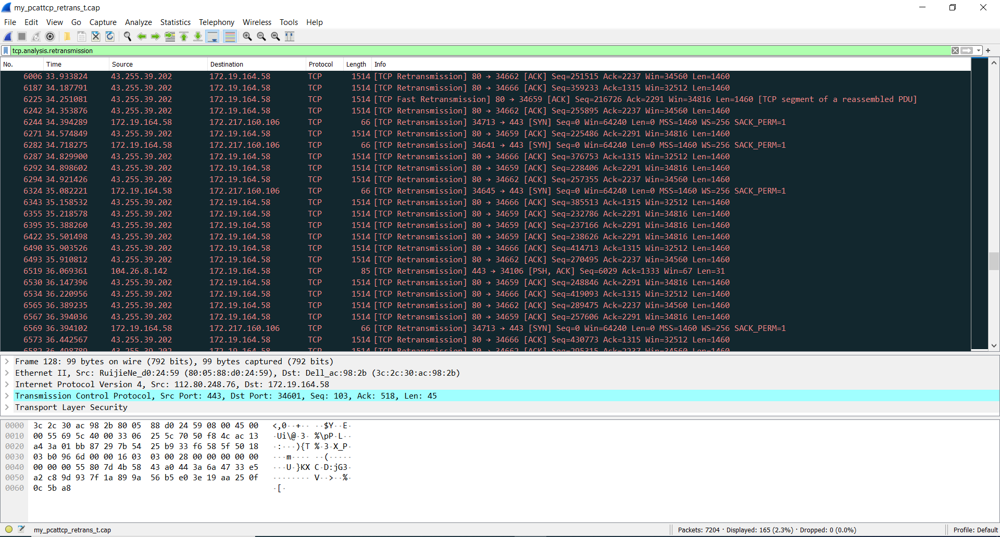 my_pcattcp_retrans_t.cap
File Edit View Go Capture Analyze Statistics Telephony Wireless Tools Help
tcp.analysis.retransmission
No. Time Source Destination Protocol Length Info
6006 33.933824 43.255.39.202 172.19.164.58 TCP 1514 [TCP Retransmission] 80 → 34662 [ACK] Seq=251515 Ack=2237 Win=34560 Len=1460
6187 34.187791 43.255.39.202 172.19.164.58 TCP 1514 [TCP Retransmission] 80 → 34666 [ACK] Seq=359233 Ack=1315 Win=32512 Len=1460
6225 34.251081 43.255.39.202 172.19.164.58 TCP 1514 [TCP Fast Retransmission] 80 → 34659 [ACK] Seq=216726 Ack=2291 Win=34816 Len=1460 [TCP segment of a reassembled PDU]
6242 34.353876 43.255.39.202 172.19.164.58 TCP 1514 [TCP Retransmission] 80 → 34662 [ACK] Seq=255895 Ack=2237 Win=34560 Len=1460
6244 34.394289 172.19.164.58 172.217.160.106 TCP 66 [TCP Retransmission] 34713 → 443 [SYN] Seq=0 Win=64240 Len=0 MSS=1460 WS=256 SACK_PERM=1
6271 34.574849 43.255.39.202 172.19.164.58 TCP 1514 [TCP Retransmission] 80 → 34659 [ACK] Seq=225486 Ack=2291 Win=34816 Len=1460
6282 34.718275 172.19.164.58 172.217.160.106 TCP 66 [TCP Retransmission] 34641 → 443 [SYN] Seq=0 Win=64240 Len=0 MSS=1460 WS=256 SACK_PERM=1
6287 34.829900 43.255.39.202 172.19.164.58 TCP 1514 [TCP Retransmission] 80 → 34666 [ACK] Seq=376753 Ack=1315 Win=32512 Len=1460
6292 34.898602 43.255.39.202 172.19.164.58 TCP 1514 [TCP Retransmission] 80 → 34659 [ACK] Seq=228406 Ack=2291 Win=34816 Len=1460
6294 34.921426 43.255.39.202 172.19.164.58 TCP 1514 [TCP Retransmission] 80 → 34662 [ACK] Seq=257355 Ack=2237 Win=34560 Len=1460
6324 35.082221 172.19.164.58 172.217.160.106 TCP 66 [TCP Retransmission] 34645 → 443 [SYN] Seq=0 Win=64240 Len=0 MSS=1460 WS=256 SACK_PERM=1
6343 35.158532 43.255.39.202 172.19.164.58 TCP 1514 [TCP Retransmission] 80 → 34666 [ACK] Seq=385513 Ack=1315 Win=32512 Len=1460
6355 35.218578 43.255.39.202 172.19.164.58 TCP 1514 [TCP Retransmission] 80 → 34659 [ACK] Seq=232786 Ack=2291 Win=34816 Len=1460
6395 35.388260 43.255.39.202 172.19.164.58 TCP 1514 [TCP Retransmission] 80 → 34659 [ACK] Seq=237166 Ack=2291 Win=34816 Len=1460
6422 35.501498 43.255.39.202 172.19.164.58 TCP 1514 [TCP Retransmission] 80 → 34659 [ACK] Seq=238626 Ack=2291 Win=34816 Len=1460
6490 35.903526 43.255.39.202 172.19.164.58 TCP 1514 [TCP Retransmission] 80 → 34666 [ACK] Seq=414713 Ack=1315 Win=32512 Len=1460
6493 35.910812 43.255.39.202 172.19.164.58 TCP 1514 [TCP Retransmission] 80 → 34662 [ACK] Seq=270495 Ack=2237 Win=34560 Len=1460
6519 36.069361 104.26.8.142 172.19.164.58 TCP 85 [TCP Retransmission] 443 → 34106 [PSH, ACK] Seq=6029 Ack=1333 Win=67 Len=31
6530 36.147396 43.255.39.202 172.19.164.58 TCP 1514 [TCP Retransmission] 80 → 34659 [ACK] Seq=248846 Ack=2291 Win=34816 Len=1460
6534 36.220956 43.255.39.202 172.19.164.58 TCP 1514 [TCP Retransmission] 80 → 34666 [ACK] Seq=419093 Ack=1315 Win=32512 Len=1460
6565 36.389235 43.255.39.202 172.19.164.58 TCP 1514 [TCP Retransmission] 80 → 34662 [ACK] Seq=289475 Ack=2237 Win=34560 Len=1460
6567 36.394036 43.255.39.202 172.19.164.58 TCP 1514 [TCP Retransmission] 80 → 34659 [ACK] Seq=257606 Ack=2291 Win=34816 Len=1460
6569 36.394102 172.19.164.58 172.217.160.106 TCP 66 [TCP Retransmission] 34713 → 443 [SYN] Seq=0 Win=64240 Len=0 MSS=1460 WS=256 SACK_PERM=1
6573 36.442567 43.255.39.202 172.19.164.58 TCP 1514 [TCP Retransmission] 80 → 34666 [ACK] Seq=430773 Ack=1315 Win=32512 Len=1460
6582 36.498789 43.255.39.202 172.19.164.58 TCP 1514 [TCP Retransmission] 80 → 34662 [ACK] Seq=295315 Ack=2237 Win=34560 Len=1460
Frame 128: 99 bytes on wire (792 bits), 99 bytes captured (792 bits)
Ethernet II, Src: RuijieNe_d0:24:59 (80:05:88:d0:24:59), Dst: Dell_ac:98:2b (3c:2c:30:ac:98:2b)
Internet Protocol Version 4, Src: 112.80.248.76, Dst: 172.19.164.58
Transmission Control Protocol, Src Port: 443, Dst Port: 34601, Seq: 103, Ack: 518, Len: 45
Transport Layer Security
0000 3c 2c 30 ac 98 2b 80 05 88 d0 24 59 08 00 45 00 <,0··+·· ··$Y··E·
0010 00 55 69 5c 40 00 33 06 25 5c 70 50 f8 4c ac 13 ·Ui\@·3· %\pP·L··
0020 a4 3a 01 bb 87 29 7b 54 25 b9 33 f6 58 5f 50 18 ·:···){T %·3·X_P·
0030 03 b0 96 6d 00 00 16 03 03 00 28 00 00 00 00 00 ···m···· ··(·····
0040 00 00 00 55 80 7d 4b 58 43 a0 44 3a 6a 47 33 e5 ···U·}KX C·D:jG3·
0050 a2 c8 9d 93 7f 1a 89 9a 56 b5 e0 3e 19 aa 25 0f ········ V··>··%·
0060 0c 5b a8 ·[·
my_pcattcp_retrans_t.cap Packets: 7204 · Displayed: 165 (2.3%) · Dropped: 0 (0.0%) Profile: Default